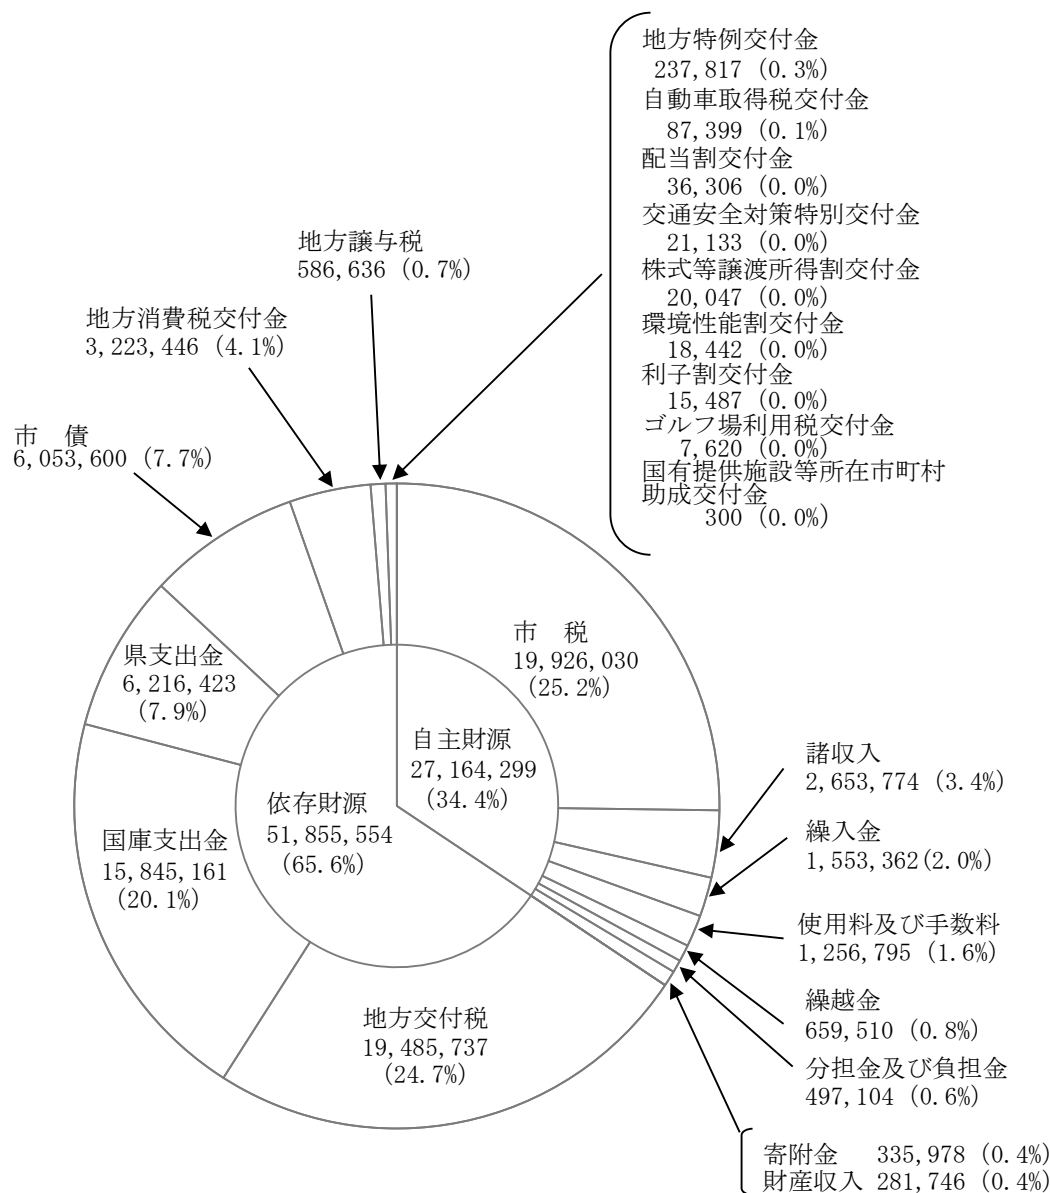 地方特例交付金
237,817 (0.3%)
自動車取得税交付金
87,399 (0.1%)
配当割交付金
36,306 (0.0%)
交通安全対策特別交付金
21,133 (0.0%)
株式等譲渡所得割交付金
20,047 (0.0%)
環境性能割交付金
18,442 (0.0%)
利子割交付金
15,487 (0.0%)
ゴルフ場利用税交付金
7,620 (0.0%)
国有提供施設等所在市町村
助成交付金
300 (0.0%)
地方譲与税
586,636 (0.7%)
地方消費税交付金
3,223,446 (4.1%)
市　債
6,053,600 (7.7%)
県支出金
6,216,423
(7.9%)
国庫支出金
15,845,161
(20.1%)
地方交付税
19,485,737
(24.7%)
依存財源
51,855,554
(65.6%)
自主財源
27,164,299
(34.4%)
市　税
19,926,030
(25.2%)
諸収入
2,653,774 (3.4%)
繰入金
1,553,362(2.0%)
使用料及び手数料
1,256,795 (1.6%)
繰越金
659,510 (0.8%)
分担金及び負担金
497,104 (0.6%)
寄附金　335,978 (0.4%)
財産収入 281,746 (0.4%)